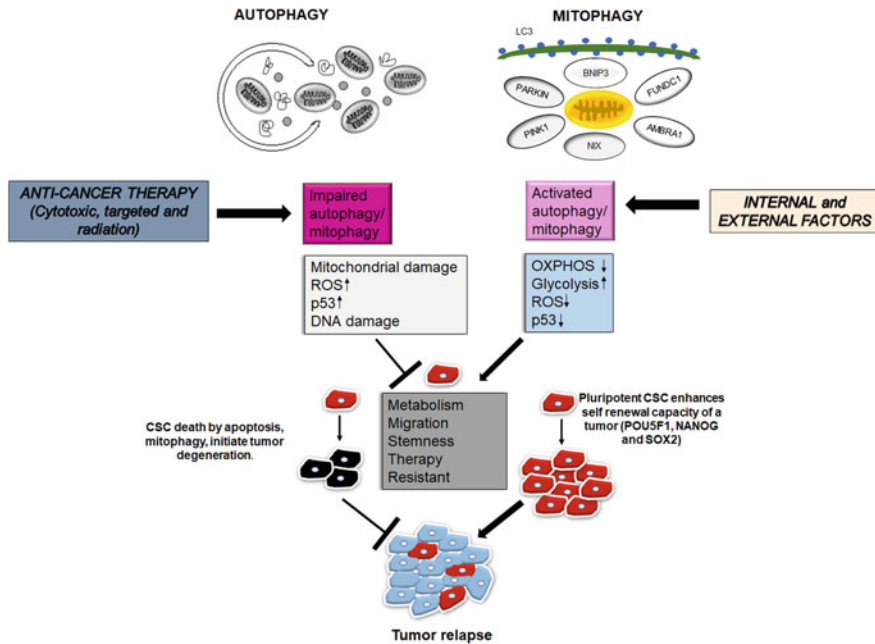 AUTOPHAGY
MITOPHAGY
LC3
BNIP3
PARKIN
FUNDC1
PINK1
AMBRA1
NIX
ANTI-CANCER THERAPY
(Cytotoxic, targeted and
radiation)
Impaired
autophagy/
mitophagy
Activated
autophagy/
mitophagy
INTERNAL and
EXTERNAL FACTORS
Mitochondrial damage
ROS↑
p53↑
DNA damage
OXPHOS ↓
Glycolysis↑
ROS↓
p53↓
CSC death by apoptosis,
mitophagy, initiate tumor
degeneration.
Metabolism
Migration
Stemness
Therapy
Resistant
Pluripotent CSC enhances
self renewal capacity of a
tumor (POU5F1, NANOG
and SOX2)
Tumor relapse